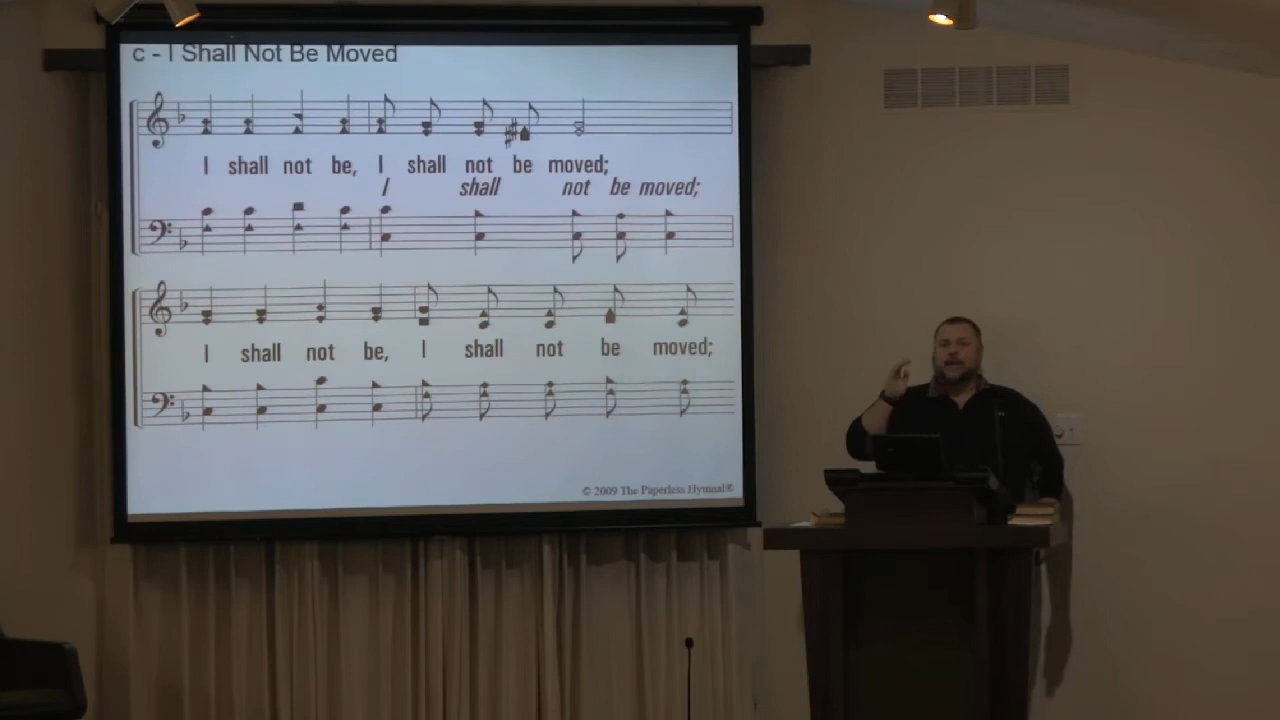 c - I Shall Not Be Moved
I shall not be, I shall not be moved;
I shall not be moved;
I shall not be, I shall not be moved;
© 2009 The Paperless Hymnal®